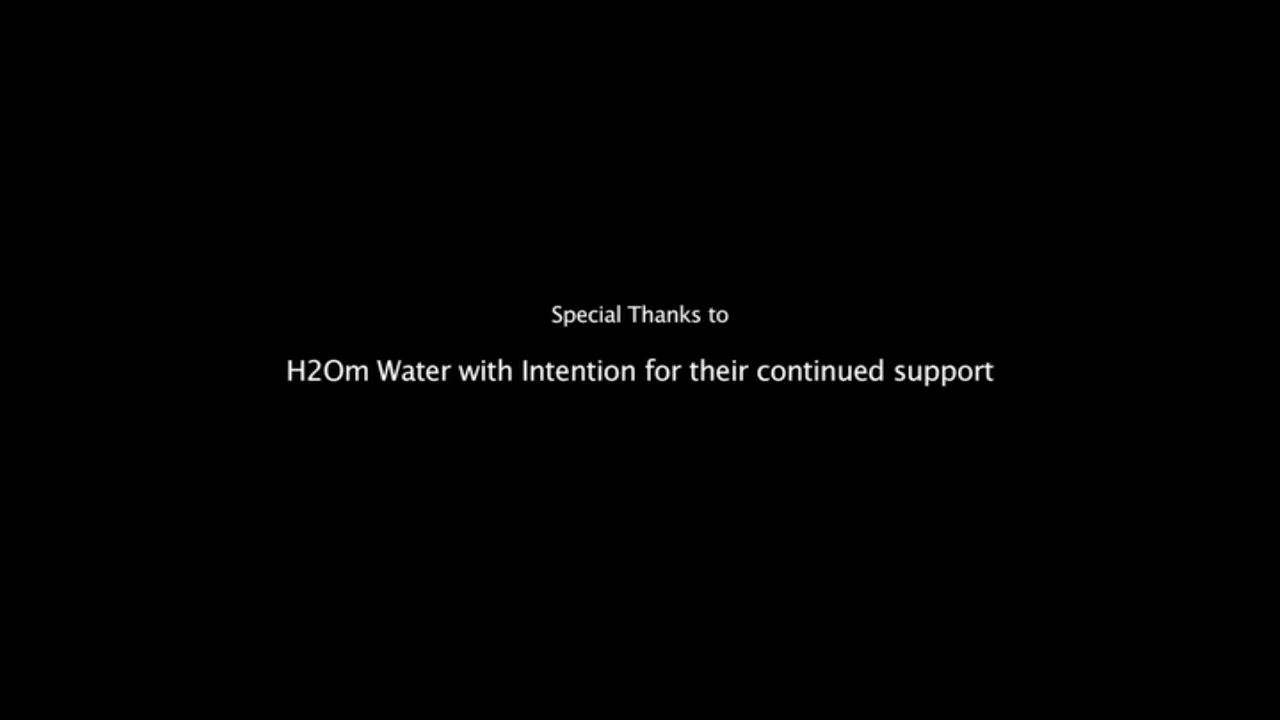 Special Thanks to
H2Om Water with Intention for their continued support